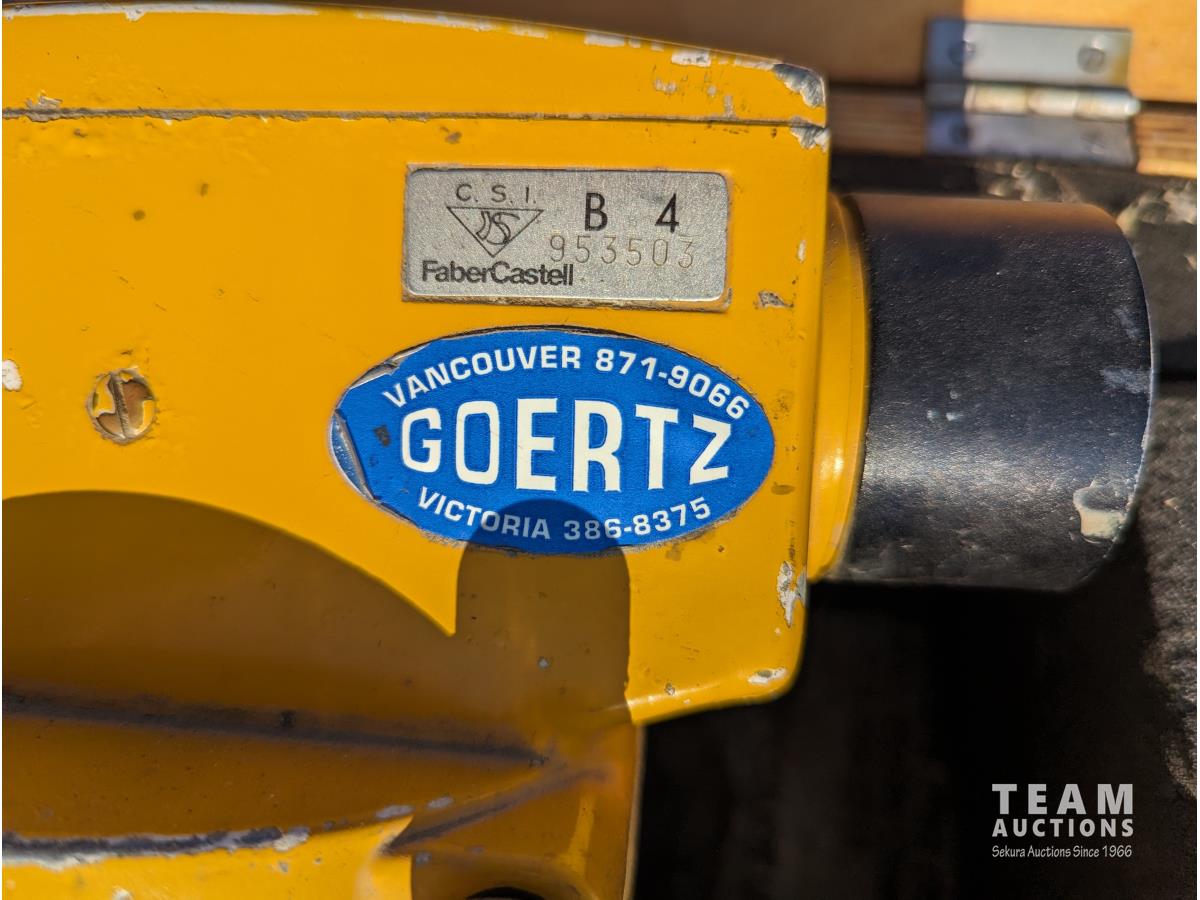 C. S. I.
B 4
953503
FaberCastell
VANCOUVER 871-9066
GOERTZ
VICTORIA 386-8375
TEAM
AUCTIONS
Sekura Auctions Since 1966